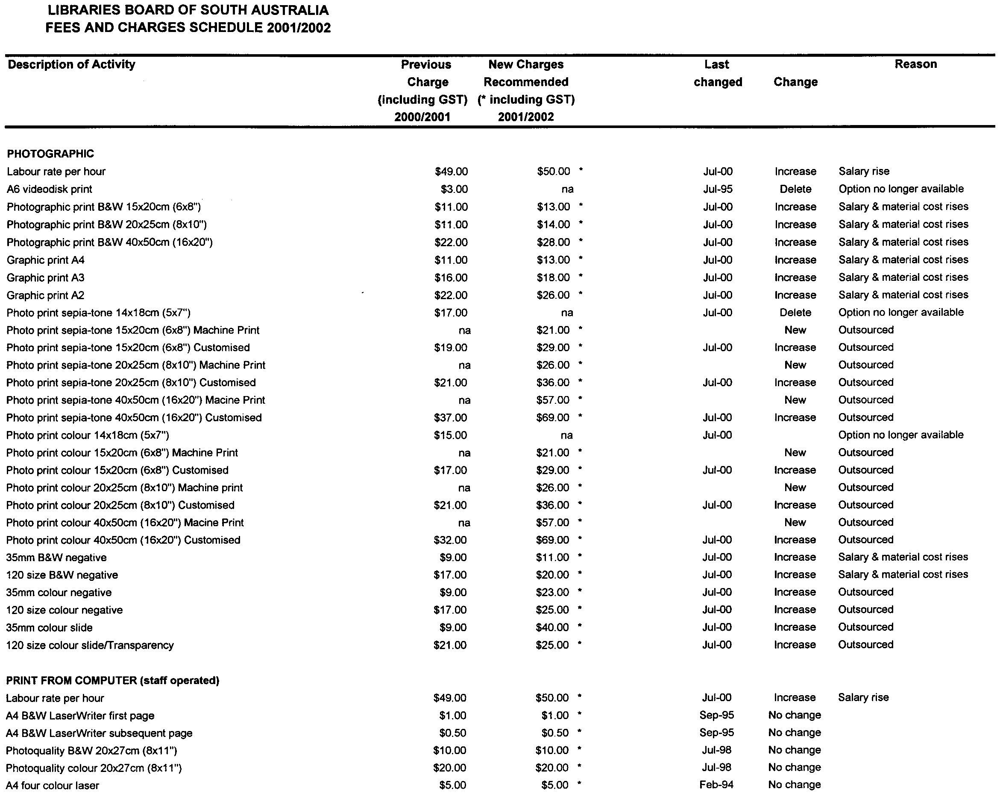 LIBRARIES BOARD OF SOUTH AUSTRALIA
FEES AND CHARGES SCHEDULE 2001/2002
Description of Activity Previous New Charges Last Reason
Charge Recommended changed Change
(including GST) (* including GST)
2000/2001 2001/2002
PHOTOGRAPHIC
Labour rate per hour $49.00 $50.00 * Jul-00 Increase Salary rise
A6 videodisk print $3.00 na Jul-95 Delete Option no longer available
Photographic print B&W 15x20cm (6x8") $11.00 $13.00 * Jul-00 Increase Salary & material cost rises
Photographic print B&W 20x25cm (8x10") $11.00 $14.00 * Jul-00 Increase Salary & material cost rises
Photographic print B&W 40x50cm (16x20") $22.00 $28.00 * Jul-00 Increase Salary & material cost rises
Graphic print A4 $11.00 $13.00 * Jul-00 Increase Salary & material cost rises
Graphic print A3 $16.00 $18.00 * Jul-00 Increase Salary & material cost rises
Graphic print A2 $22.00 $26.00 * Jul-00 Increase Salary & material cost rises
Photo print sepia-tone 14x18cm (5x7") $17.00 na Jul-00 Delete Option no longer available
Photo print sepia-tone 15x20cm (6x8") Machine Print na $21.00 * New Outsourced
Photo print sepia-tone 15x20cm (6x8") Customised $19.00 $29.00 * Jul-00 Increase Outsourced
Photo print sepia-tone 20x25cm (8x10") Machine Print na $26.00 * New Outsourced
Photo print sepia-tone 20x25cm (8x10") Customised $21.00 $36.00 * Jul-00 Increase Outsourced
Photo print sepia-tone 40x50cm (16x20") Macine Print na $57.00 * New Outsourced
Photo print sepia-tone 40x50cm (16x20") Customised $37.00 $69.00 * Jul-00 Increase Outsourced
Photo print colour 14x18cm (5x7") $15.00 na Jul-00 Option no longer available
Photo print colour 15x20cm (6x8") Machine Print na $21.00 * New Outsourced
Photo print colour 15x20cm (6x8") Customised $17.00 $29.00 * Jul-00 Increase Outsourced
Photo print colour 20x25cm (8x10") Machine print na $26.00 * New Outsourced
Photo print colour 20x25cm (8x10") Customised $21.00 $36.00 * Jul-00 Increase Outsourced
Photo print colour 40x50cm (16x20") Macine Print na $57.00 * New Outsourced
Photo print colour 40x50cm (16x20") Customised $32.00 $69.00 * Jul-00 Increase Outsourced
35mm B&W negative $9.00 $11.00 * Jul-00 Increase Salary & material cost rises
120 size B&W negative $17.00 $20.00 * Jul-00 Increase Salary & material cost rises
35mm colour negative $9.00 $23.00 * Jul-00 Increase Outsourced
120 size colour negative $17.00 $25.00 * Jul-00 Increase Outsourced
35mm colour slide $9.00 $40.00 * Jul-00 Increase Outsourced
120 size colour slide/Transparency $21.00 $25.00 * Jul-00 Increase Outsourced
PRINT FROM COMPUTER (staff operated)
Labour rate per hour $49.00 $50.00 * Jul-00 Increase Salary rise
A4 B&W LaserWriter first page $1.00 $1.00 * Sep-95 No change
A4 B&W LaserWriter subsequent page $0.50 $0.50 * Sep-95 No change
Photoquality B&W 20x27cm (8x11") $10.00 $10.00 * Jul-98 No change
Photoquality colour 20x27cm (8x11") $20.00 $20.00 * Jul-98 No change
A4 four colour laser $5.00 $5.00 * Feb-94 No change